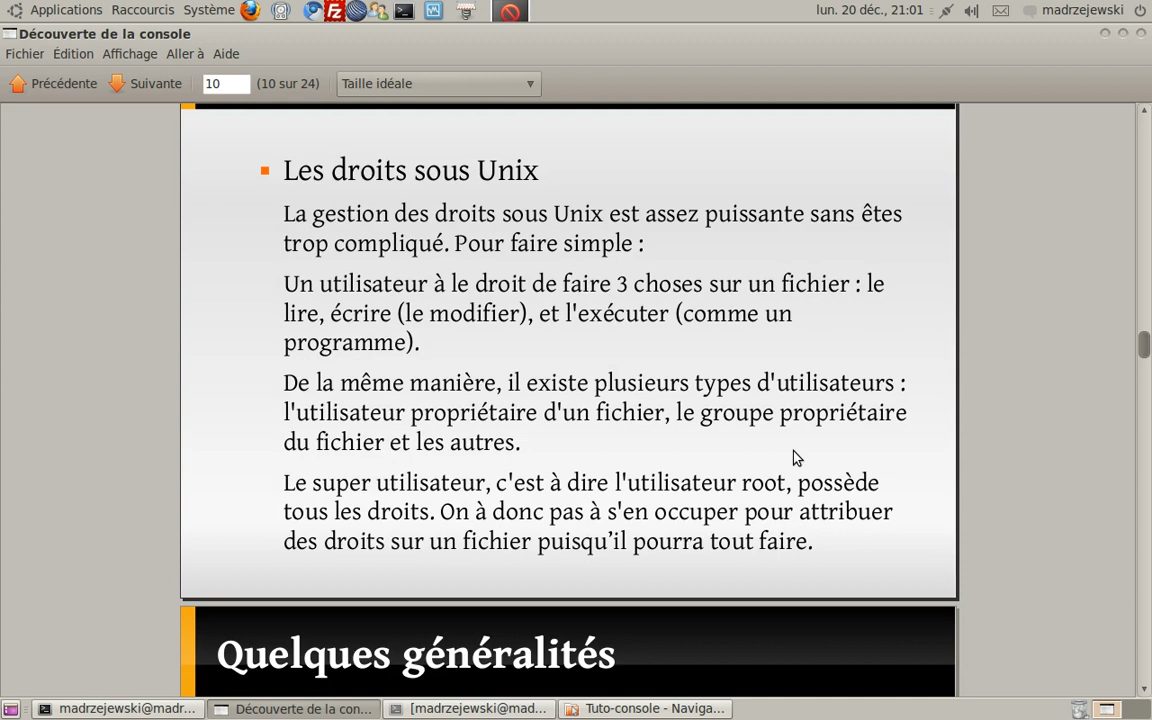 Applications Raccourcis Système lun. 20 déc., 21:01 madrzejewski
Découverte de la console
Fichier Édition Affichage Aller à Aide
Précédente Suivante 10 (10 sur 24) Taille idéale
Les droits sous Unix
La gestion des droits sous Unix est assez puissante sans êtes
trop compliqué. Pour faire simple :
Un utilisateur à le droit de faire 3 choses sur un fichier : le
lire, écrire (le modifier), et l'exécuter (comme un
programme).
De la même manière, il existe plusieurs types d'utilisateurs :
l'utilisateur propriétaire d'un fichier, le groupe propriétaire
du fichier et les autres.
Le super utilisateur, c'est à dire l'utilisateur root, possède
tous les droits. On à donc pas à s'en occuper pour attribuer
des droits sur un fichier puisqu’il pourra tout faire.
Quelques généralités
madrzejewski@madr... Découverte de la con... [madrzejewski@mad... Tuto-console - Naviga...